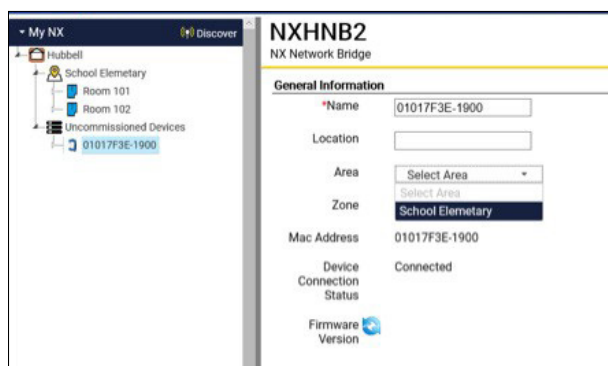 My NX
Discover
Hubbell
School Elemetary
Room 101
Room 102
Uncommissioned Devices
01017F3E-1900
NXHNB2
NX Network Bridge
General Information
*Name 01017F3E-1900
Location
Area Select Area
Select Area
Zone School Elemetary
Mac Address 01017F3E-1900
Device Connected
Connection
Status
Firmware
Version